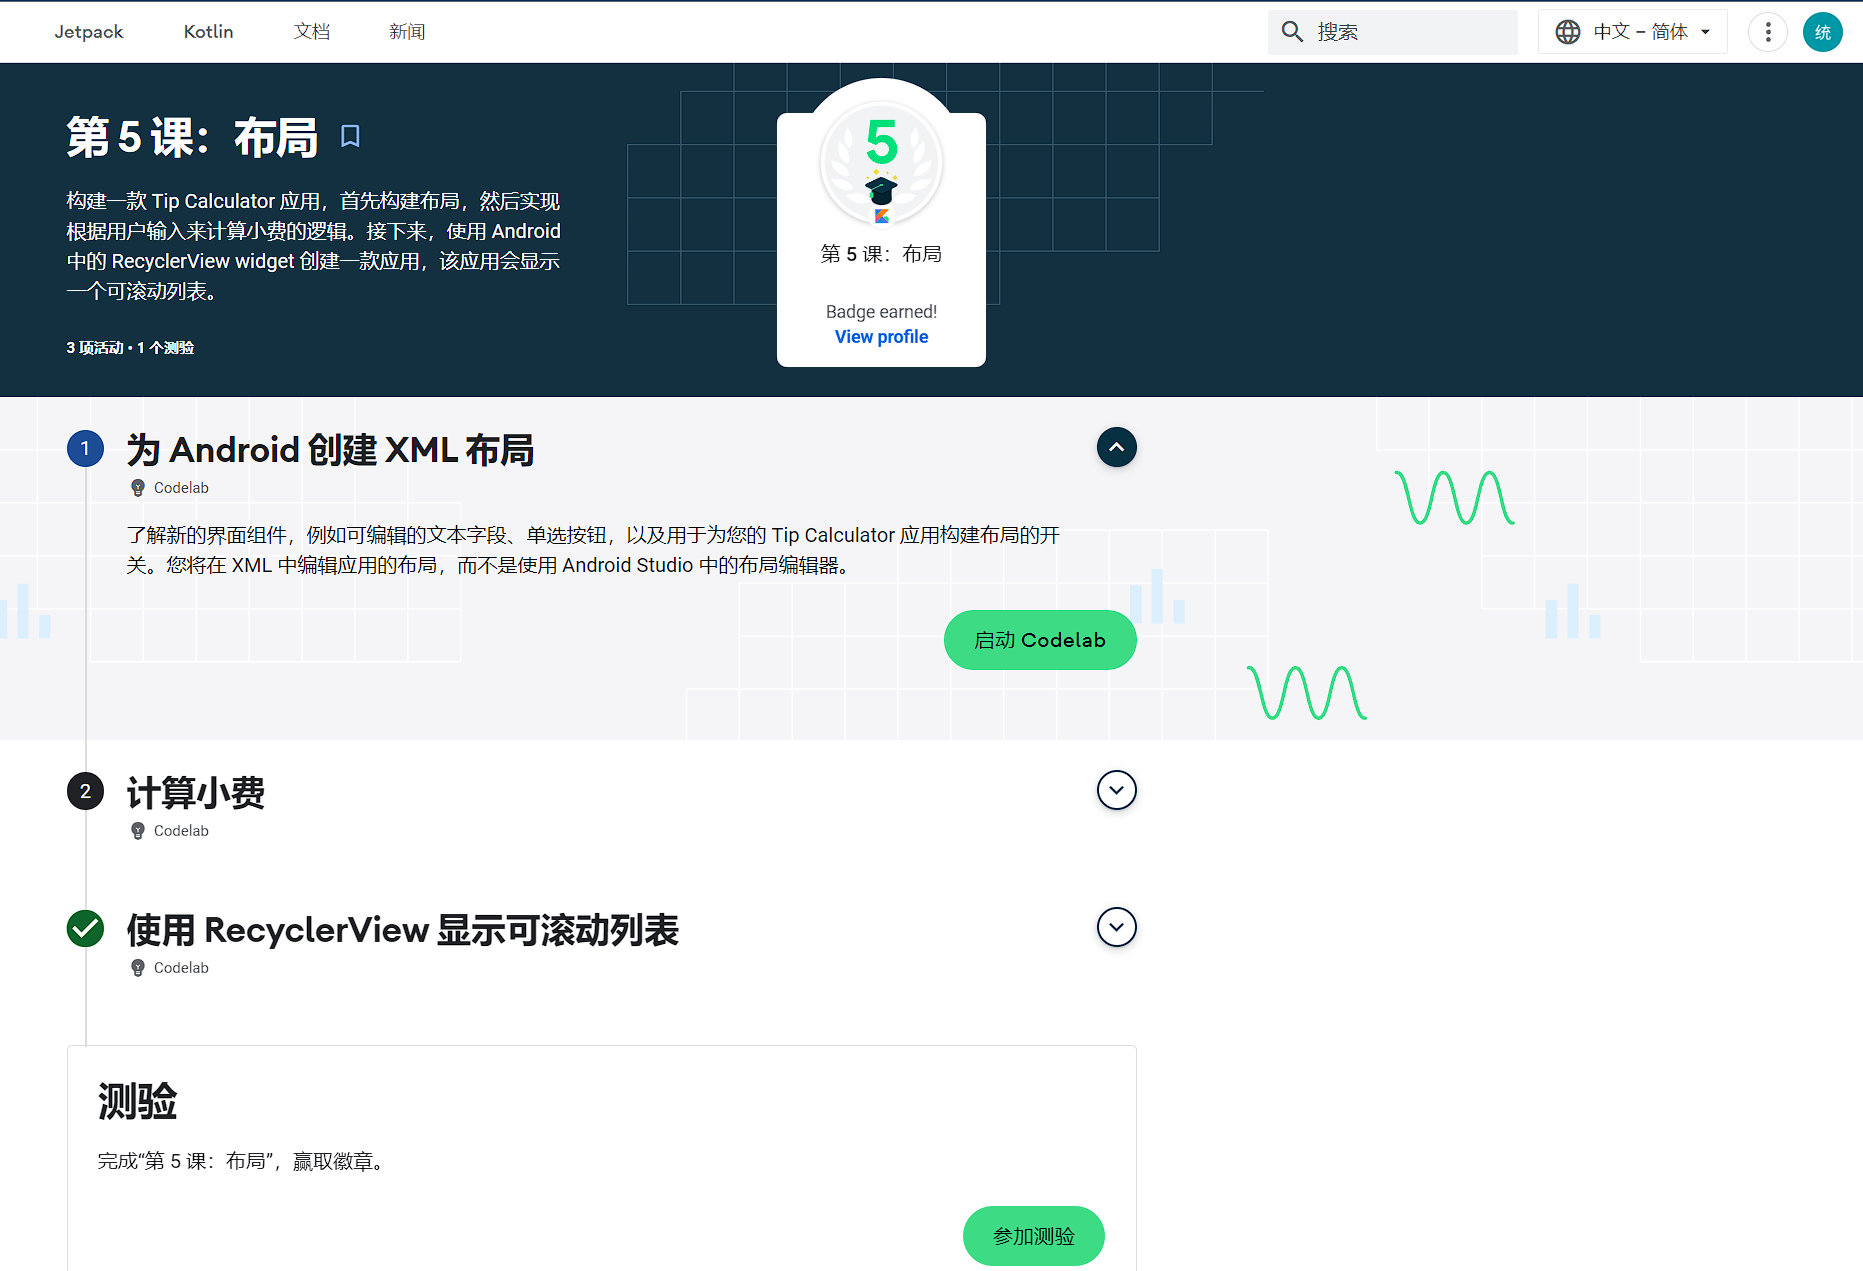 Jetpack
Kotlin
文档
新闻
搜索
中文 – 简体
统
第 5 课：布局
构建一款 Tip Calculator 应用，首先构建布局，然后实现
根据用户输入来计算小费的逻辑。接下来，使用 Android
中的 RecyclerView widget 创建一款应用，该应用会显示
一个可滚动列表。
3 项活动 • 1 个测验
5
第 5 课：布局
Badge earned!
View profile
1
为 Android 创建 XML 布局
Codelab
了解新的界面组件，例如可编辑的文本字段、单选按钮，以及用于为您的 Tip Calculator 应用构建布局的开
关。您将在 XML 中编辑应用的布局，而不是使用 Android Studio 中的布局编辑器。
启动 Codelab
2
计算小费
Codelab
使用 RecyclerView 显示可滚动列表
Codelab
测验
完成“第 5 课：布局”，赢取徽章。
参加测验